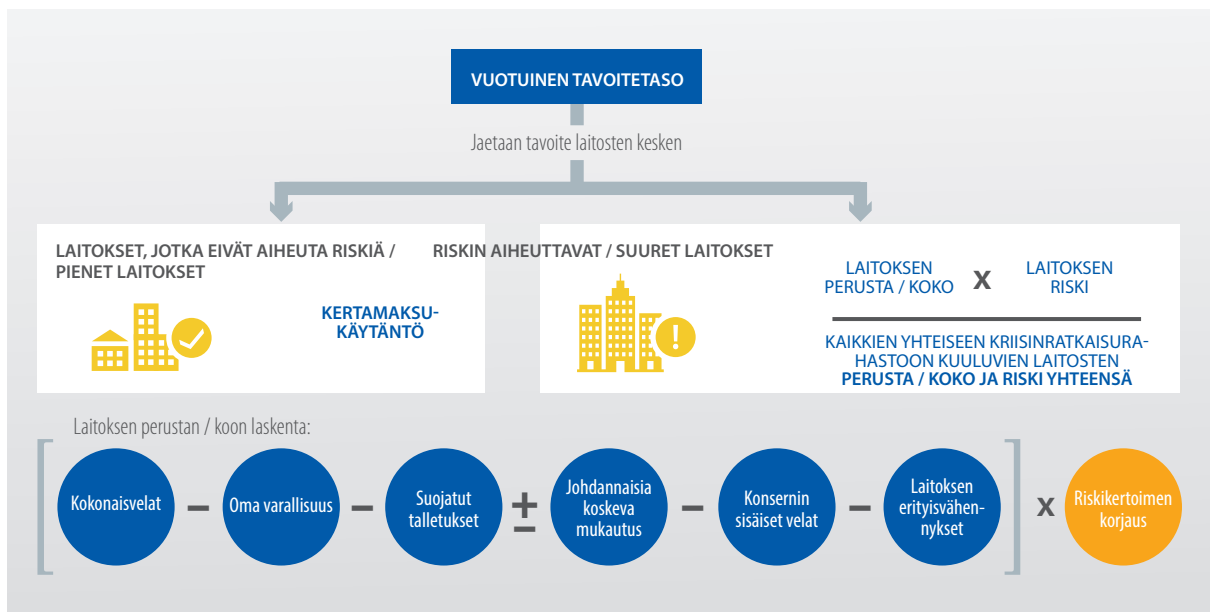 VUOTUINEN TAVOITETASO
Jaetaan tavoite laitosten kesken
LAITOKSET, JOTKA EIVÄT AIHEUTA RISKIÄ /
PIENET LAITOKSET
KERTAMAKSU-
KÄYTÄNTÖ
RISKIN AIHEUTTAVAT / SUURET LAITOKSET
LAITOKSEN
PERUSTA / KOKO
X
LAITOKSEN
RISKI
KAIKKIEN YHTEISEEN KRIISINRATKAISURA-
HASTOON KUULUVIEN LAITOSTEN
PERUSTA / KOKO JA RISKI YHTEENSÄ
Laitoksen perustan / koon laskenta:
[
Kokonaisvelat
–
Oma varallisuus
–
Suojatut
talletukset
±
Johdannaisia
koskeva
mukautus
–
Konsernin
sisäiset velat
–
Laitoksen
erityisvähen-
nykset
]
x
Riskikertoimen
korjaus